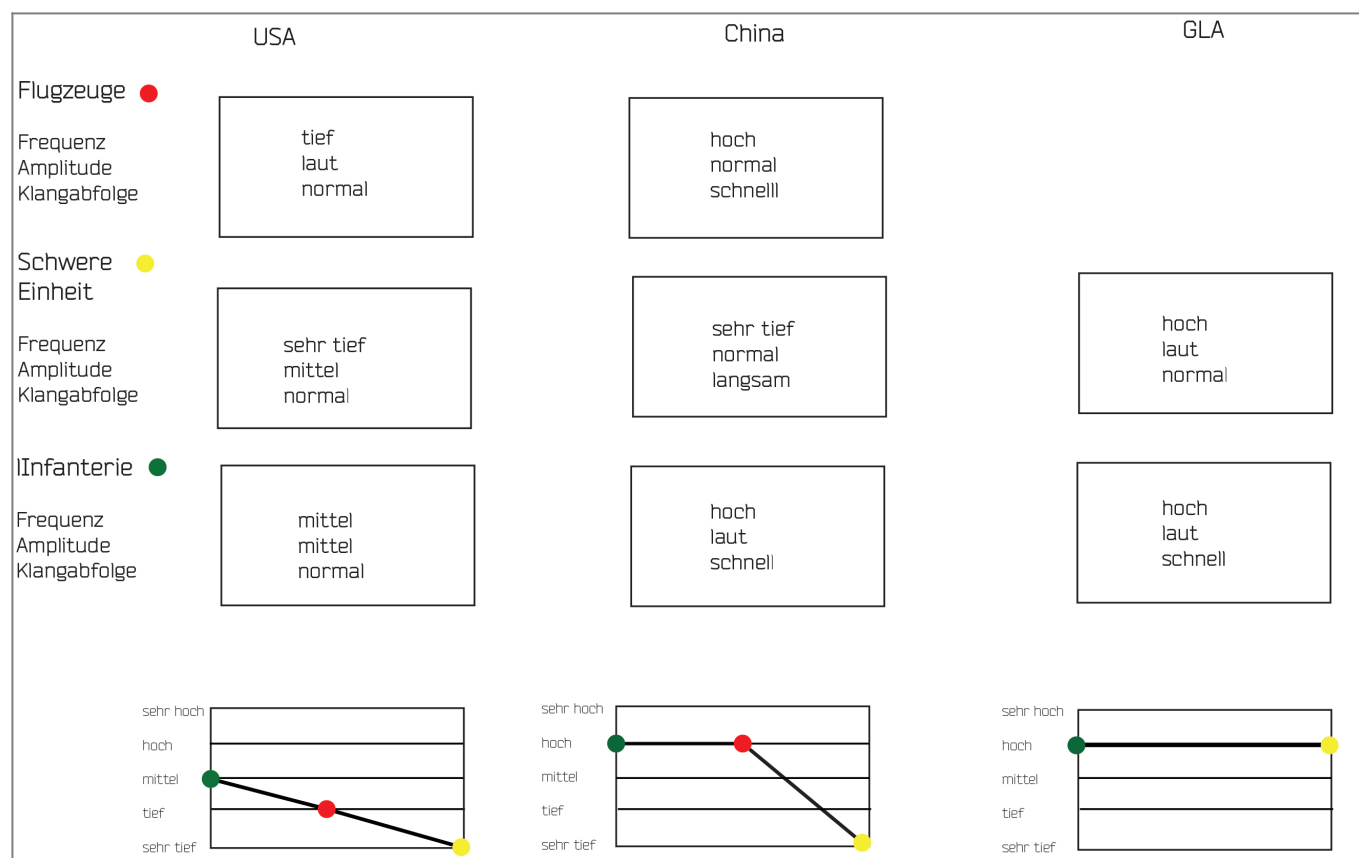 USA
China
GLA
Flugzeuge
Frequenz
Amplitude
Klangabfolge
tief
laut
normal
hoch
normal
schnelll
Schwere
Einheit
Frequenz
Amplitude
Klangabfolge
sehr tief
mittel
normal
sehr tief
normal
langsam
hoch
laut
normal
lInfanterie
Frequenz
Amplitude
Klangabfolge
mittel
mittel
normal
hoch
laut
schnell
hoch
laut
schnell
sehr hoch
hoch
mittel
tief
sehr tief
sehr hoch
hoch
mittel
tief
sehr tief
sehr hoch
hoch
mittel
tief
sehr tief